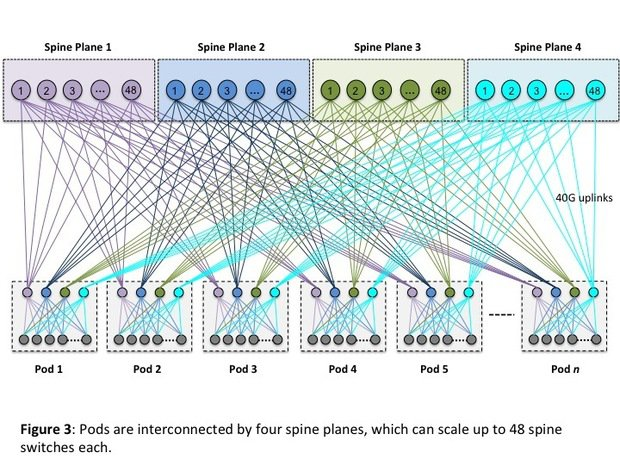 Spine Plane 1 Spine Plane 2 Spine Plane 3 Spine Plane 4
1 2 3 ... 48 1 2 3 ... 48 1 2 3 ... 48 1 2 3 ... 48
40G uplinks
Pod 1 Pod 2 Pod 3 Pod 4 Pod 5 Pod n
Figure 3: Pods are interconnected by four spine planes, which can scale up to 48 spine
switches each.